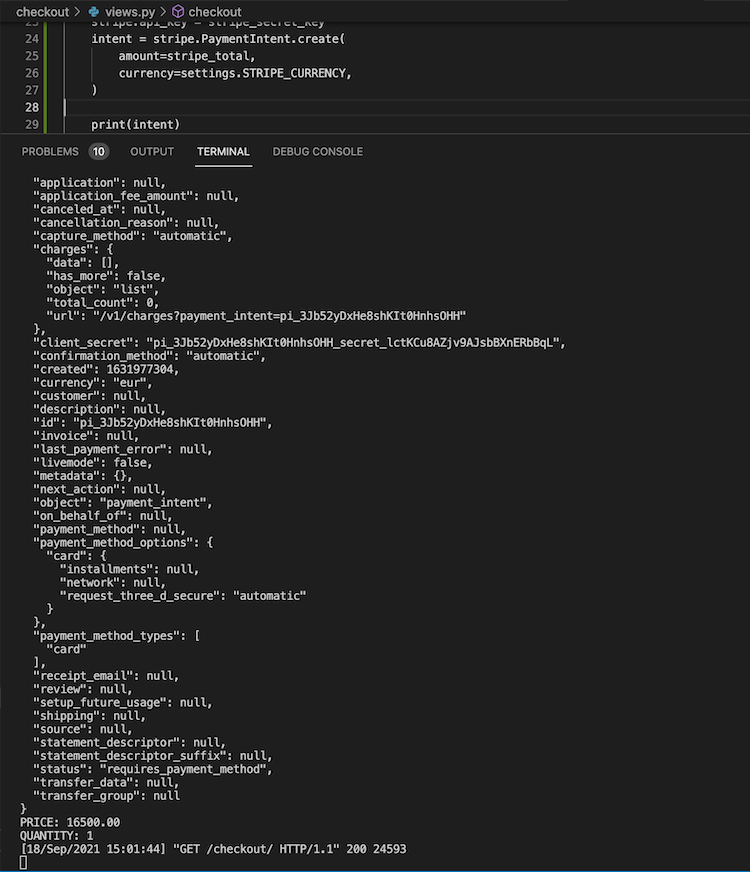 checkout > views.py > checkout
23 stripe.api_key = stripe_secret_key
24 intent = stripe.PaymentIntent.create(
25 amount=stripe_total,
26 currency=settings.STRIPE_CURRENCY,
27 )
28
29 print(intent)
PROBLEMS 10 OUTPUT TERMINAL DEBUG CONSOLE
"application": null,
"application_fee_amount": null,
"canceled_at": null,
"cancellation_reason": null,
"capture_method": "automatic",
"charges": {
"data": [],
"has_more": false,
"object": "list",
"total_count": 0,
"url": "/v1/charges?payment_intent=pi_3Jb52yDxHe8shKIt0HnhsOHH"
},
"client_secret": "pi_3Jb52yDxHe8shKIt0HnhsOHH_secret_lctKCu8AZjv9AJsbBXnERbBqL",
"confirmation_method": "automatic",
"created": 1631977304,
"currency": "eur",
"customer": null,
"description": null,
"id": "pi_3Jb52yDxHe8shKIt0HnhsOHH",
"invoice": null,
"last_payment_error": null,
"livemode": false,
"metadata": {},
"next_action": null,
"object": "payment_intent",
"on_behalf_of": null,
"payment_method": null,
"payment_method_options": {
"card": {
"installments": null,
"network": null,
"request_three_d_secure": "automatic"
}
},
"payment_method_types": [
"card"
],
"receipt_email": null,
"review": null,
"setup_future_usage": null,
"shipping": null,
"source": null,
"statement_descriptor": null,
"statement_descriptor_suffix": null,
"status": "requires_payment_method",
"transfer_data": null,
"transfer_group": null
}
PRICE: 16500.00
QUANTITY: 1
[18/Sep/2021 15:01:44] "GET /checkout/ HTTP/1.1" 200 24593